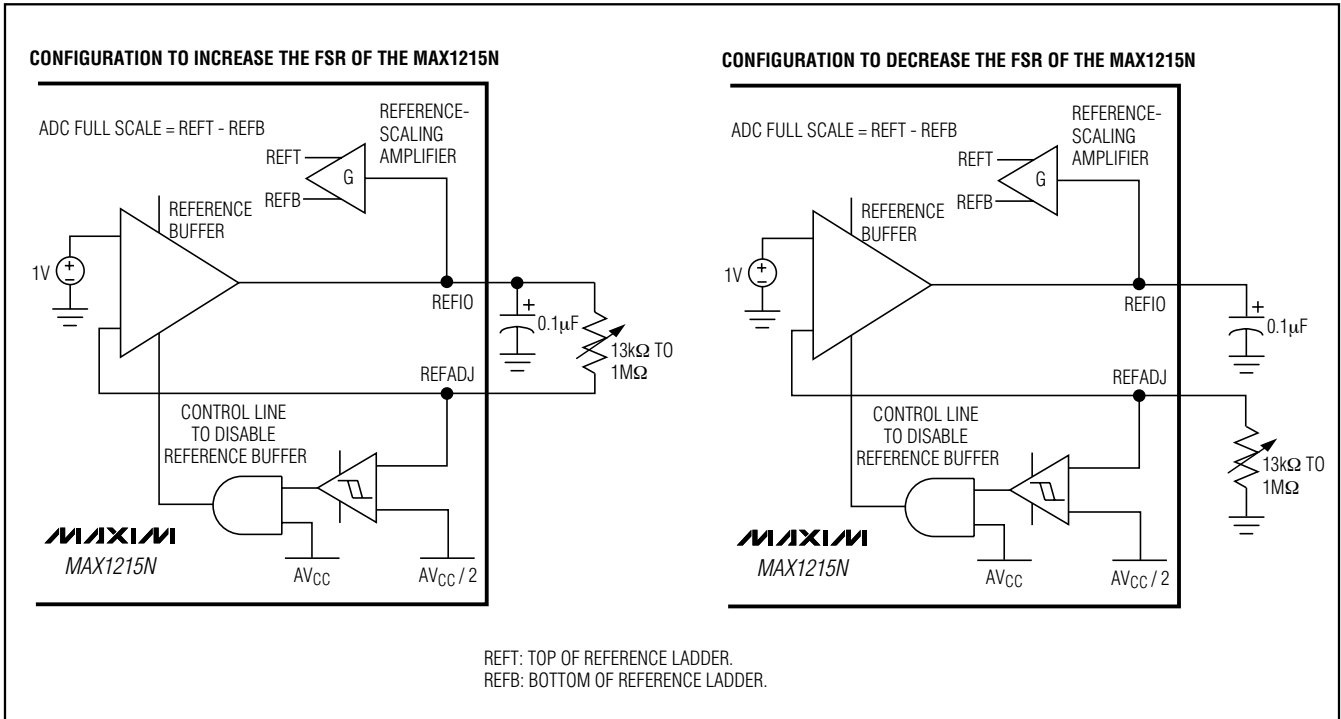 CONFIGURATION TO INCREASE THE FSR OF THE MAX1215N
ADC FULL SCALE = REFT - REFB
REFERENCE-
SCALING
AMPLIFIER
REFT
G
REFB
REFERENCE
BUFFER
1V
REFIO
0.1μF
13kΩ TO
1MΩ
REFADJ
CONTROL LINE
TO DISABLE
REFERENCE BUFFER
MAXIM
MAX1215N
AVCC
AVCC / 2
CONFIGURATION TO DECREASE THE FSR OF THE MAX1215N
ADC FULL SCALE = REFT - REFB
REFERENCE-
SCALING
AMPLIFIER
REFT
G
REFB
REFERENCE
BUFFER
1V
REFIO
0.1μF
REFADJ
13kΩ TO
1MΩ
CONTROL LINE
TO DISABLE
REFERENCE BUFFER
MAXIM
MAX1215N
AVCC
AVCC / 2
REFT: TOP OF REFERENCE LADDER.
REFB: BOTTOM OF REFERENCE LADDER.